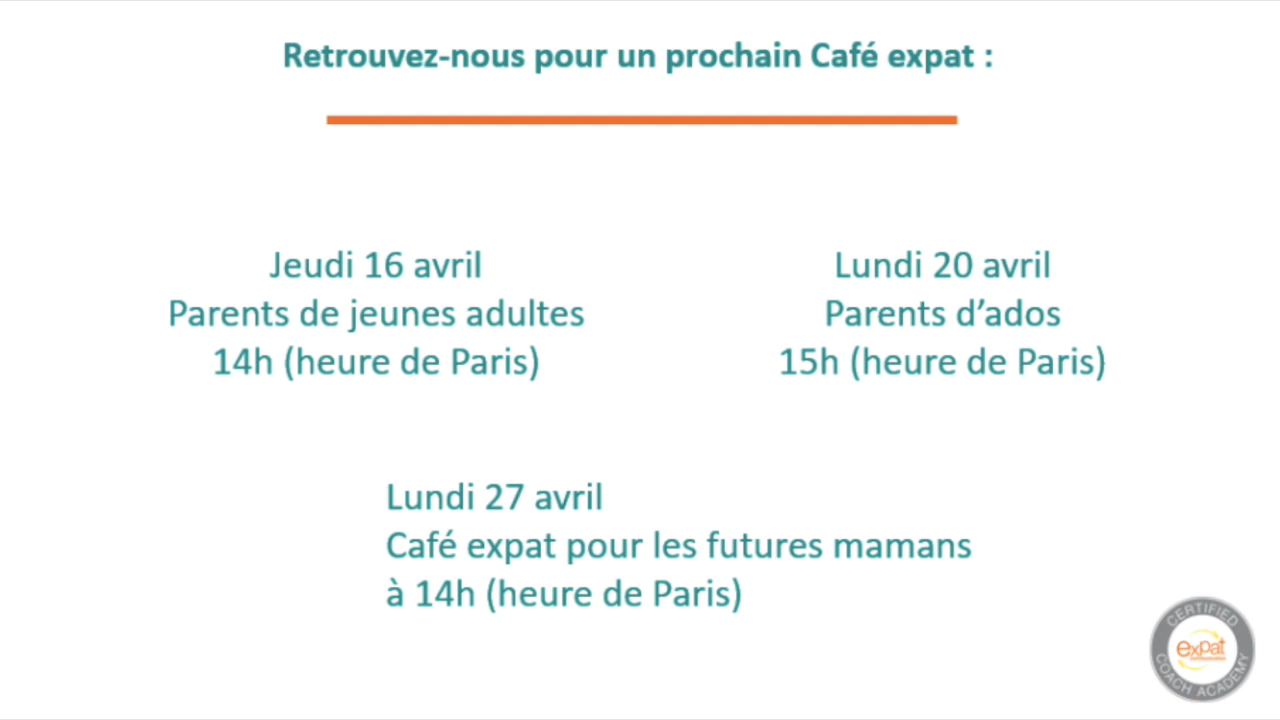 Retrouvez-nous pour un prochain Café expat :
Jeudi 16 avril
Parents de jeunes adultes
14h (heure de Paris)
Lundi 20 avril
Parents d’ados
15h (heure de Paris)
Lundi 27 avril
Café expat pour les futures mamans
à 14h (heure de Paris)
CERTIFIED
expat
communication
COACH ACADEMY